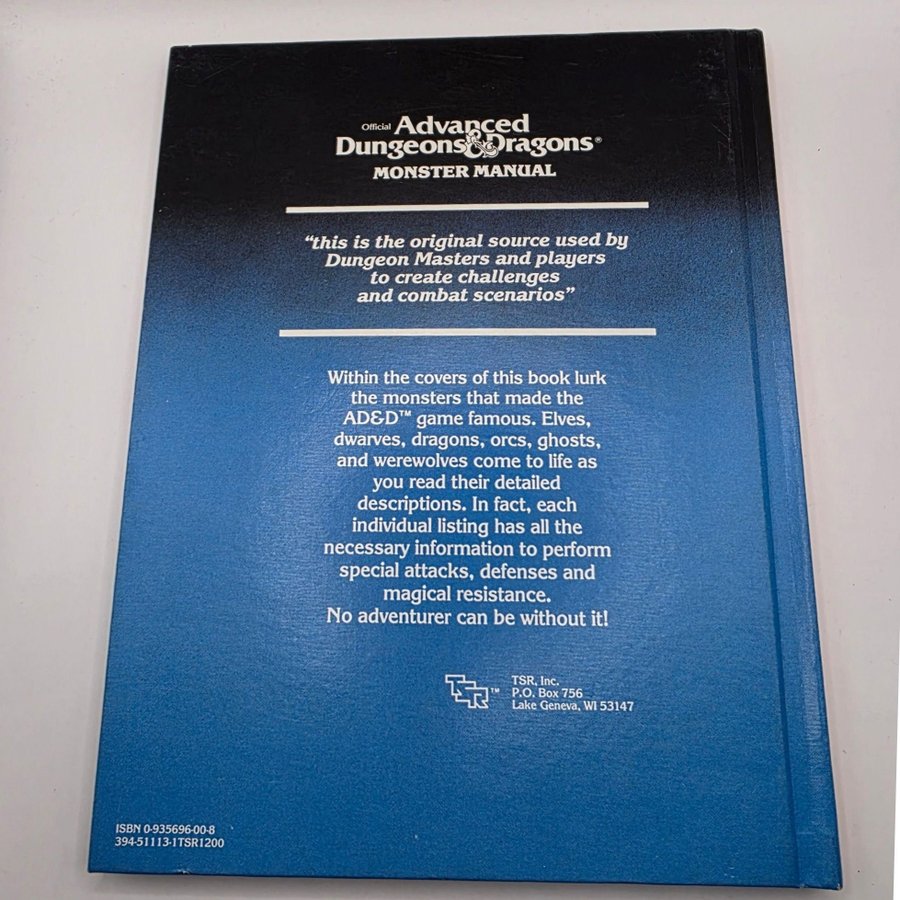 Official Advanced
Dungeons & Dragons®
MONSTER MANUAL
“this is the original source used by
Dungeon Masters and players
to create challenges
and combat scenarios”
Within the covers of this book lurk
the monsters that made the
AD&D™ game famous. Elves,
dwarves, dragons, orcs, ghosts,
and werewolves come to life as
you read their detailed
descriptions. In fact, each
individual listing has all the
necessary information to perform
special attacks, defenses and
magical resistance.
No adventurer can be without it!
TSR™
TSR, Inc.
P.O. Box 756
Lake Geneva, WI 53147
ISBN 0-935696-00-8
394-51113-1TSR1200